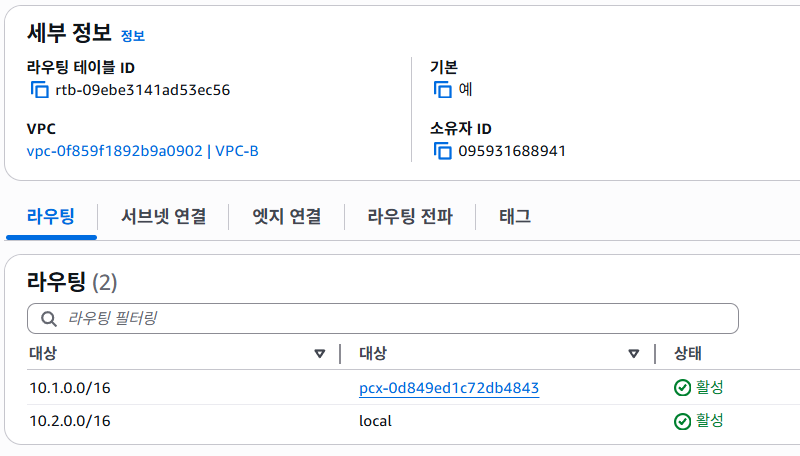 세부 정보 정보
라우팅 테이블 ID
rtb-09ebe3141ad53ec56
기본
예
VPC
vpc-0f859f1892b9a0902 | VPC-B
소유자 ID
095931688941
라우팅 서브넷 연결 엣지 연결 라우팅 전파 태그
라우팅 (2)
라우팅 필터링
대상 대상 상태
10.1.0.0/16 pcx-0d849ed1c72db4843 활성
10.2.0.0/16 local 활성